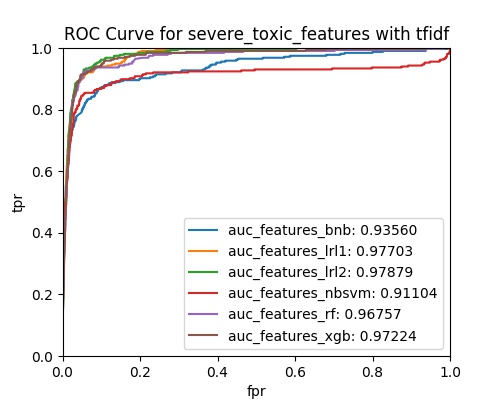 ROC Curve for severe_toxic_features with tfidf
1.0
0.8
0.6
0.4
0.2
0.0
tpr
auc_features_bnb: 0.93560
auc_features_lrl1: 0.97703
auc_features_lrl2: 0.97879
auc_features_nbsvm: 0.91104
auc_features_rf: 0.96757
auc_features_xgb: 0.97224
0.0 0.2 0.4 0.6 0.8 1.0
fpr